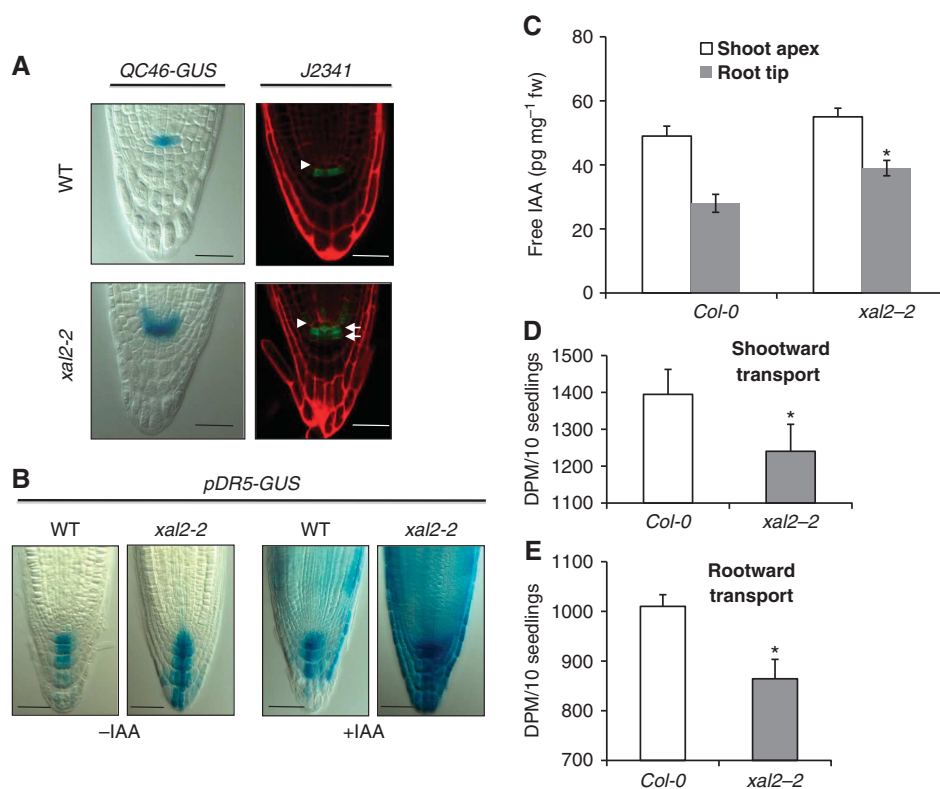 A
QC46-GUS
J2341
WT
xal2-2
B
pDR5-GUS
WT
xal2-2
WT
xal2-2
–IAA
+IAA
C
Shoot apex
Root tip
Free IAA (pg mg⁻¹ fw)
80
60
40
20
0
*
Col-0
xal2–2
D
Shootward
transport
DPM/10 seedlings
1500
1400
1300
1200
1100
*
Col-0
xal2–2
E
Rootward
transport
DPM/10 seedlings
1100
1000
900
800
700
*
Col-0
xal2–2